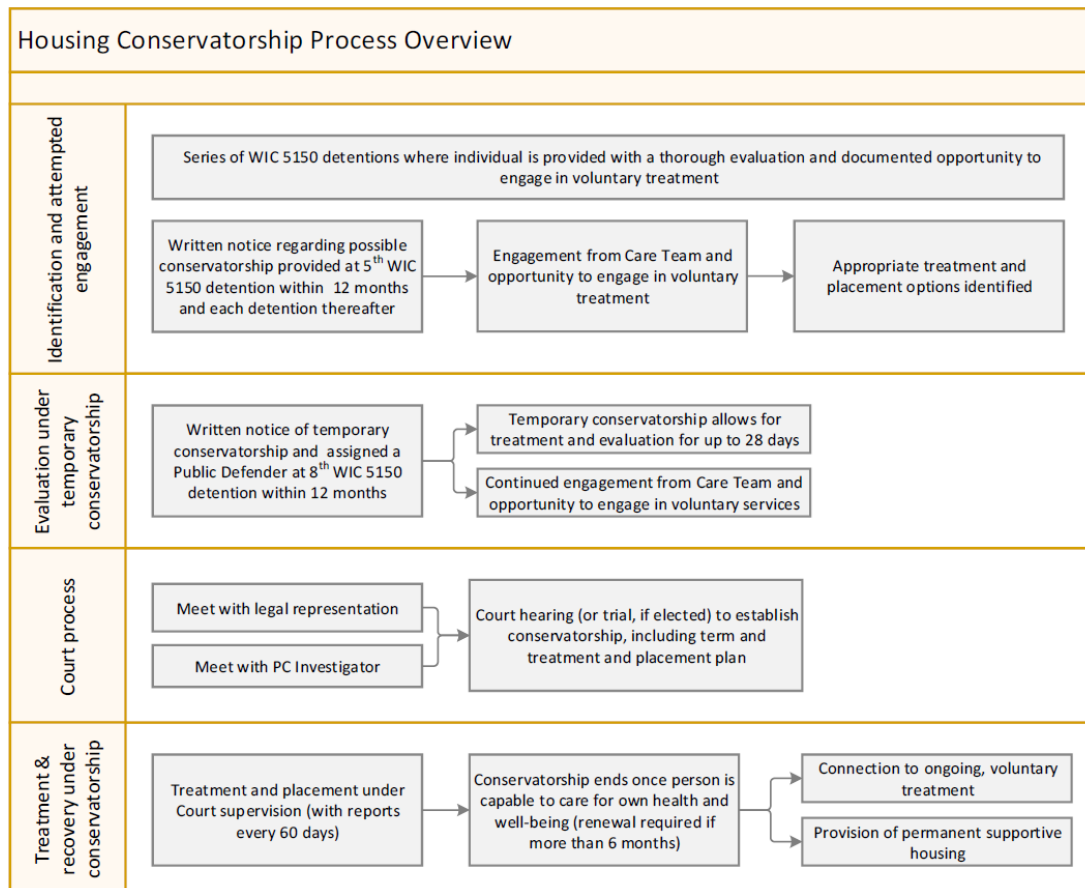 Housing Conservatorship Process Overview
Identification and attempted
engagement
Series of WIC 5150 detentions where individual is provided with a thorough evaluation and documented opportunity to
engage in voluntary treatment
Written notice regarding possible
conservatorship provided at 5th WIC
5150 detention within 12 months
and each detention thereafter
Engagement from Care Team and
opportunity to engage in voluntary
treatment
Appropriate treatment and
placement options identified
Evaluation under
temporary
conservatorship
Written notice of temporary
conservatorship and assigned a
Public Defender at 8th WIC 5150
detention within 12 months
Temporary conservatorship allows for
treatment and evaluation for up to 28 days
Continued engagement from Care Team and
opportunity to engage in voluntary services
Court process
Meet with legal representation
Meet with PC Investigator
Court hearing (or trial, if elected) to establish
conservatorship, including term and
treatment and placement plan
Treatment &
recovery under
conservatorship
Treatment and placement under
Court supervision (with reports
every 60 days)
Conservatorship ends once person is
capable to care for own health and
well-being (renewal required if
more than 6 months)
Connection to ongoing, voluntary
treatment
Provision of permanent supportive
housing